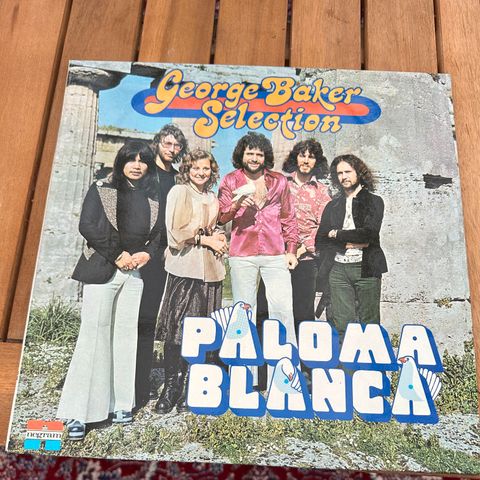 George Baker
Selection
PALOMA
BLANCA
negram